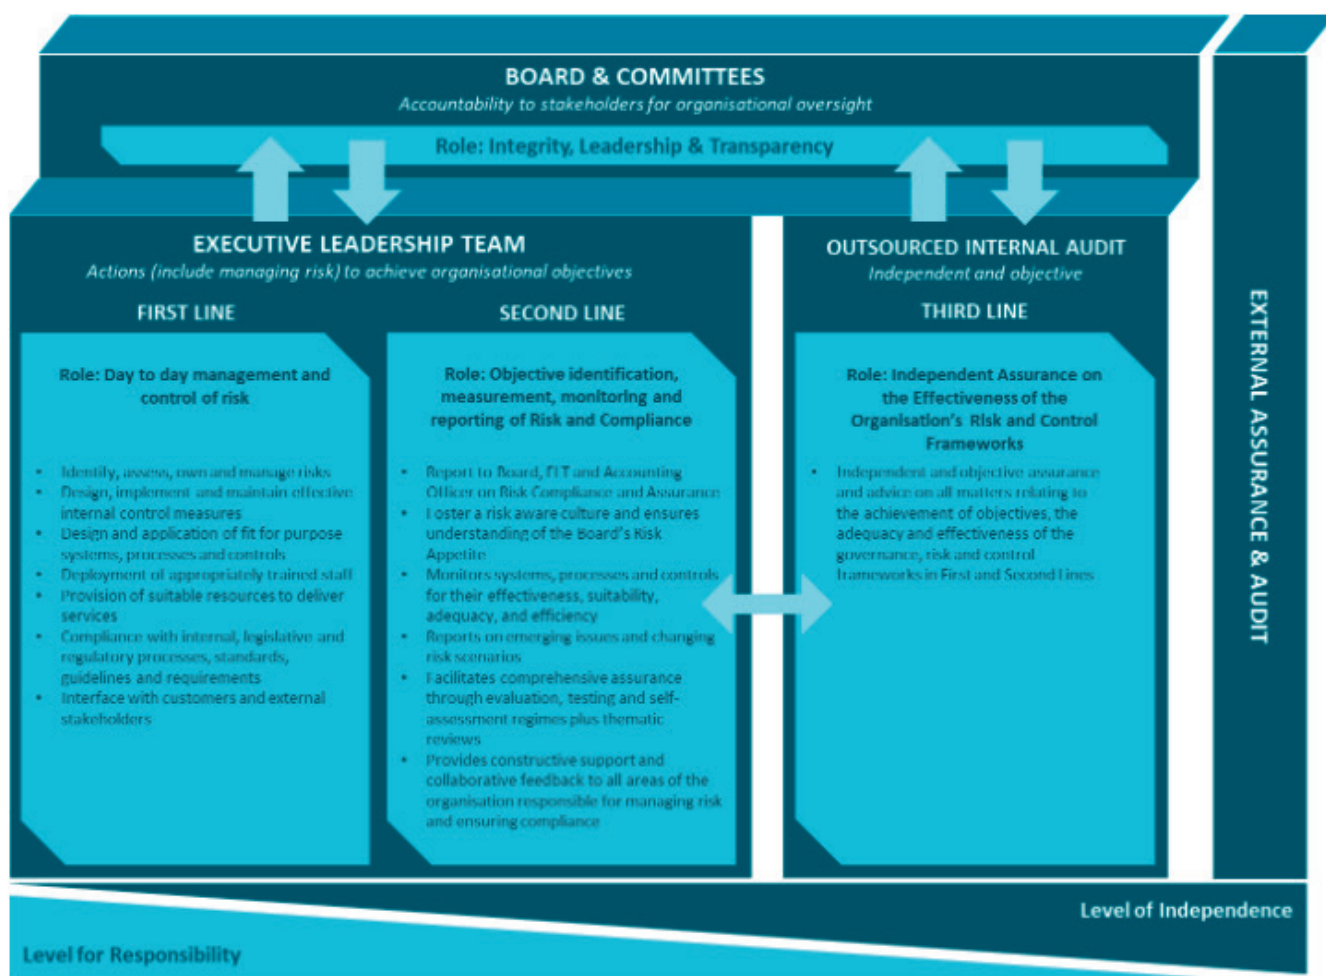 BOARD & COMMITTEES
Accountability to stakeholders for organisational oversight
Role: Integrity, Leadership & Transparency
EXECUTIVE LEADERSHIP TEAM
Actions (include managing risk) to achieve organisational objectives
FIRST LINE
Role: Day to day management and
control of risk
• Identify, assess, own and manage risks
• Design, implement and maintain effective
internal control measures
• Design and application of fit for purpose
systems, processes and controls
• Deployment of appropriately trained staff
• Provision of suitable resources to deliver
services
• Compliance with internal, legislative and
regulatory processes, standards,
guidelines and requirements
• Interface with customers and external
stakeholders
SECOND LINE
Role: Objective identification,
measurement, monitoring and
reporting of Risk and Compliance
• Report to Board, ELT and Accounting
Officer on Risk Compliance and Assurance
• Foster a risk aware culture and ensures
understanding of the Board's Risk
Appetite
• Monitors systems, processes and controls
for their effectiveness, suitability,
adequacy, and efficiency
• Reports on emerging issues and changing
risk scenarios
• Facilitates comprehensive assurance
through evaluation, testing and self-
assessment regimes plus thematic
reviews
• Provides constructive support and
collaborative feedback to all areas of the
organisation responsible for managing risk
and ensuring compliance
OUTSOURCED INTERNAL AUDIT
Independent and objective
THIRD LINE
Role: Independent Assurance on
the Effectiveness of the
Organisation's Risk and Control
Frameworks
• Independent and objective assurance
and advice on all matters relating to
the achievement of objectives, the
adequacy and effectiveness of the
governance, risk and control
frameworks in First and Second Lines
EXTERNAL ASSURANCE & AUDIT
Level of Independence
Level for Responsibility